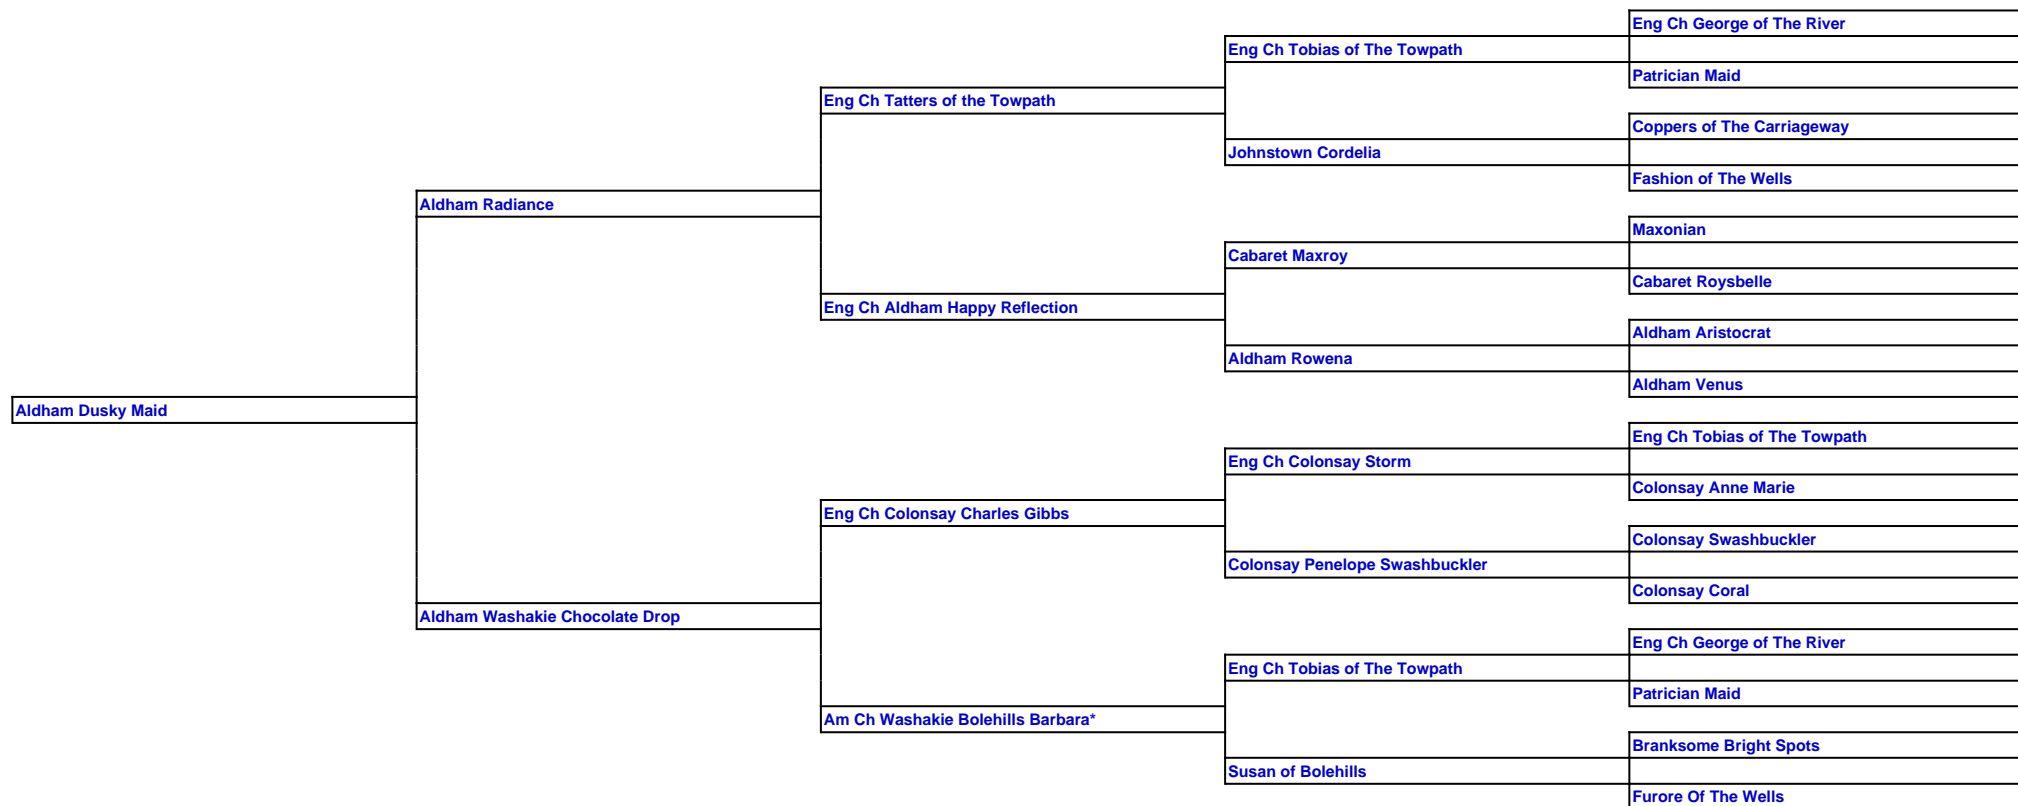 Eng Ch George of The River
Eng Ch Tobias of The Towpath
Patrician Maid
Eng Ch Tatters of the Towpath
Coppers of The Carriageway
Johnstown Cordelia
Fashion of The Wells
Aldham Radiance
Maxonian
Cabaret Maxroy
Cabaret Roysbelle
Eng Ch Aldham Happy Reflection
Aldham Aristocrat
Aldham Rowena
Aldham Venus
Aldham Dusky Maid
Eng Ch Tobias of The Towpath
Eng Ch Colonsay Storm
Colonsay Anne Marie
Eng Ch Colonsay Charles Gibbs
Colonsay Swashbuckler
Colonsay Penelope Swashbuckler
Colonsay Coral
Aldham Washakie Chocolate Drop
Eng Ch George of The River
Eng Ch Tobias of The Towpath
Patrician Maid
Am Ch Washakie Bolehills Barbara*
Branksome Bright Spots
Susan of Bolehills
Furore Of The Wells